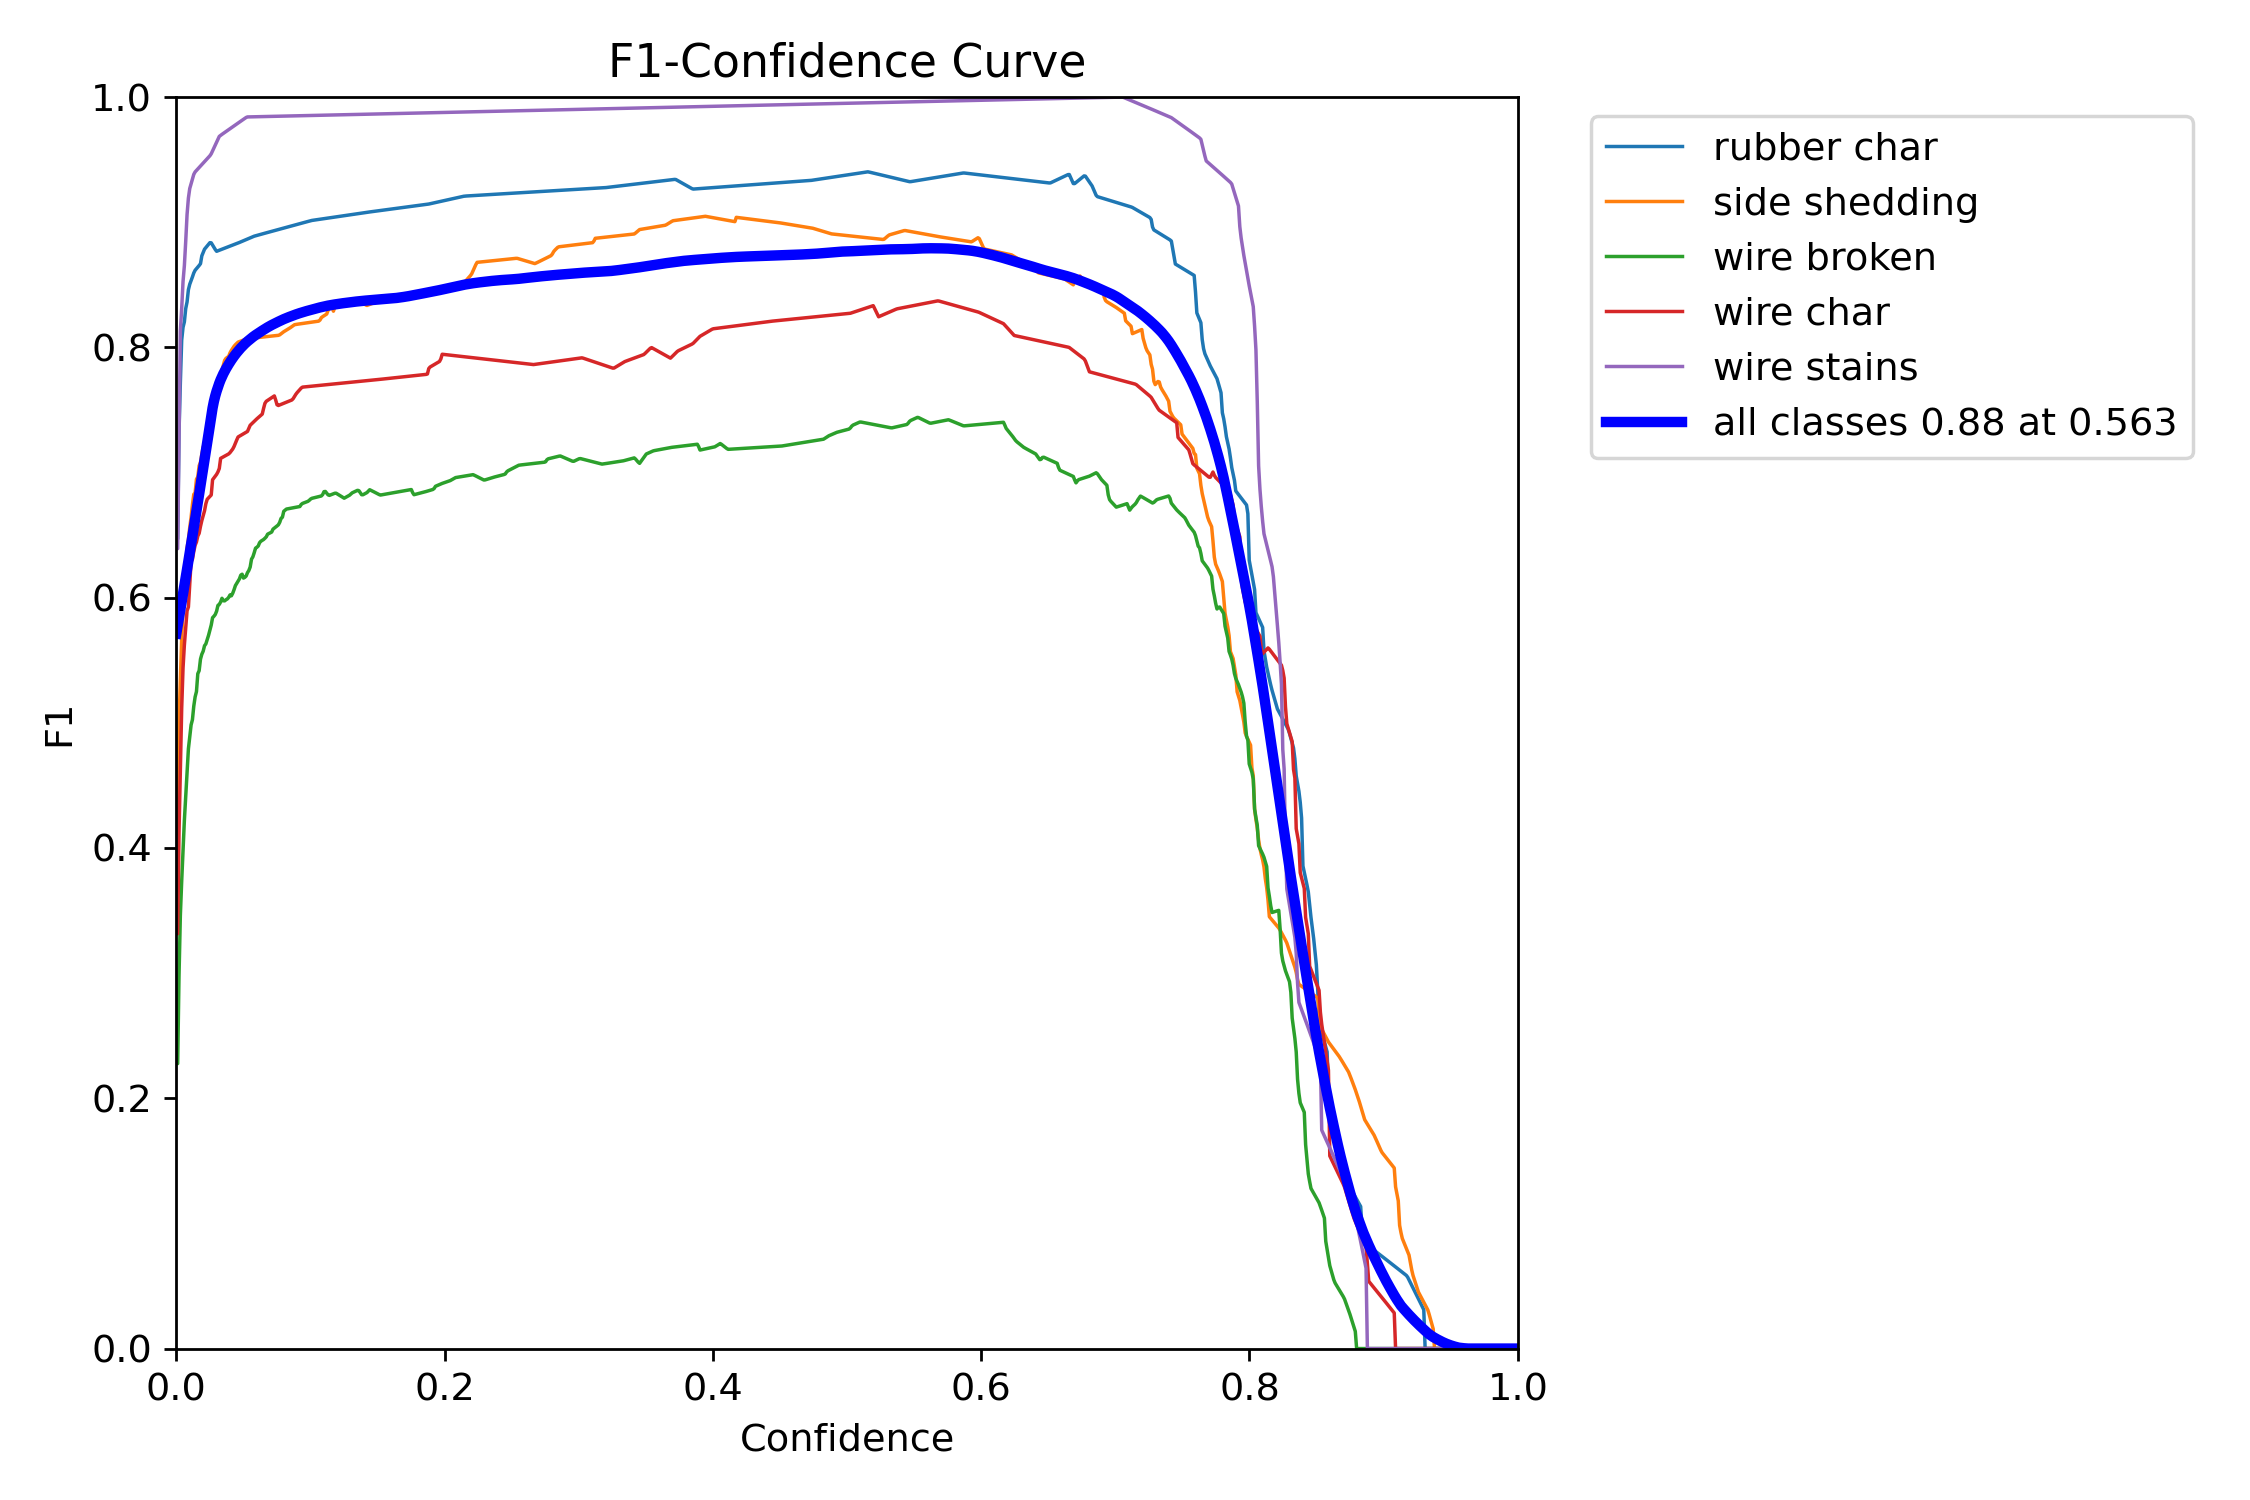 F1-Confidence Curve
1.0
0.8
0.6
0.4
0.2
0.0
F1
0.0 0.2 0.4 0.6 0.8 1.0
Confidence
rubber char
side shedding
wire broken
wire char
wire stains
all classes 0.88 at 0.563